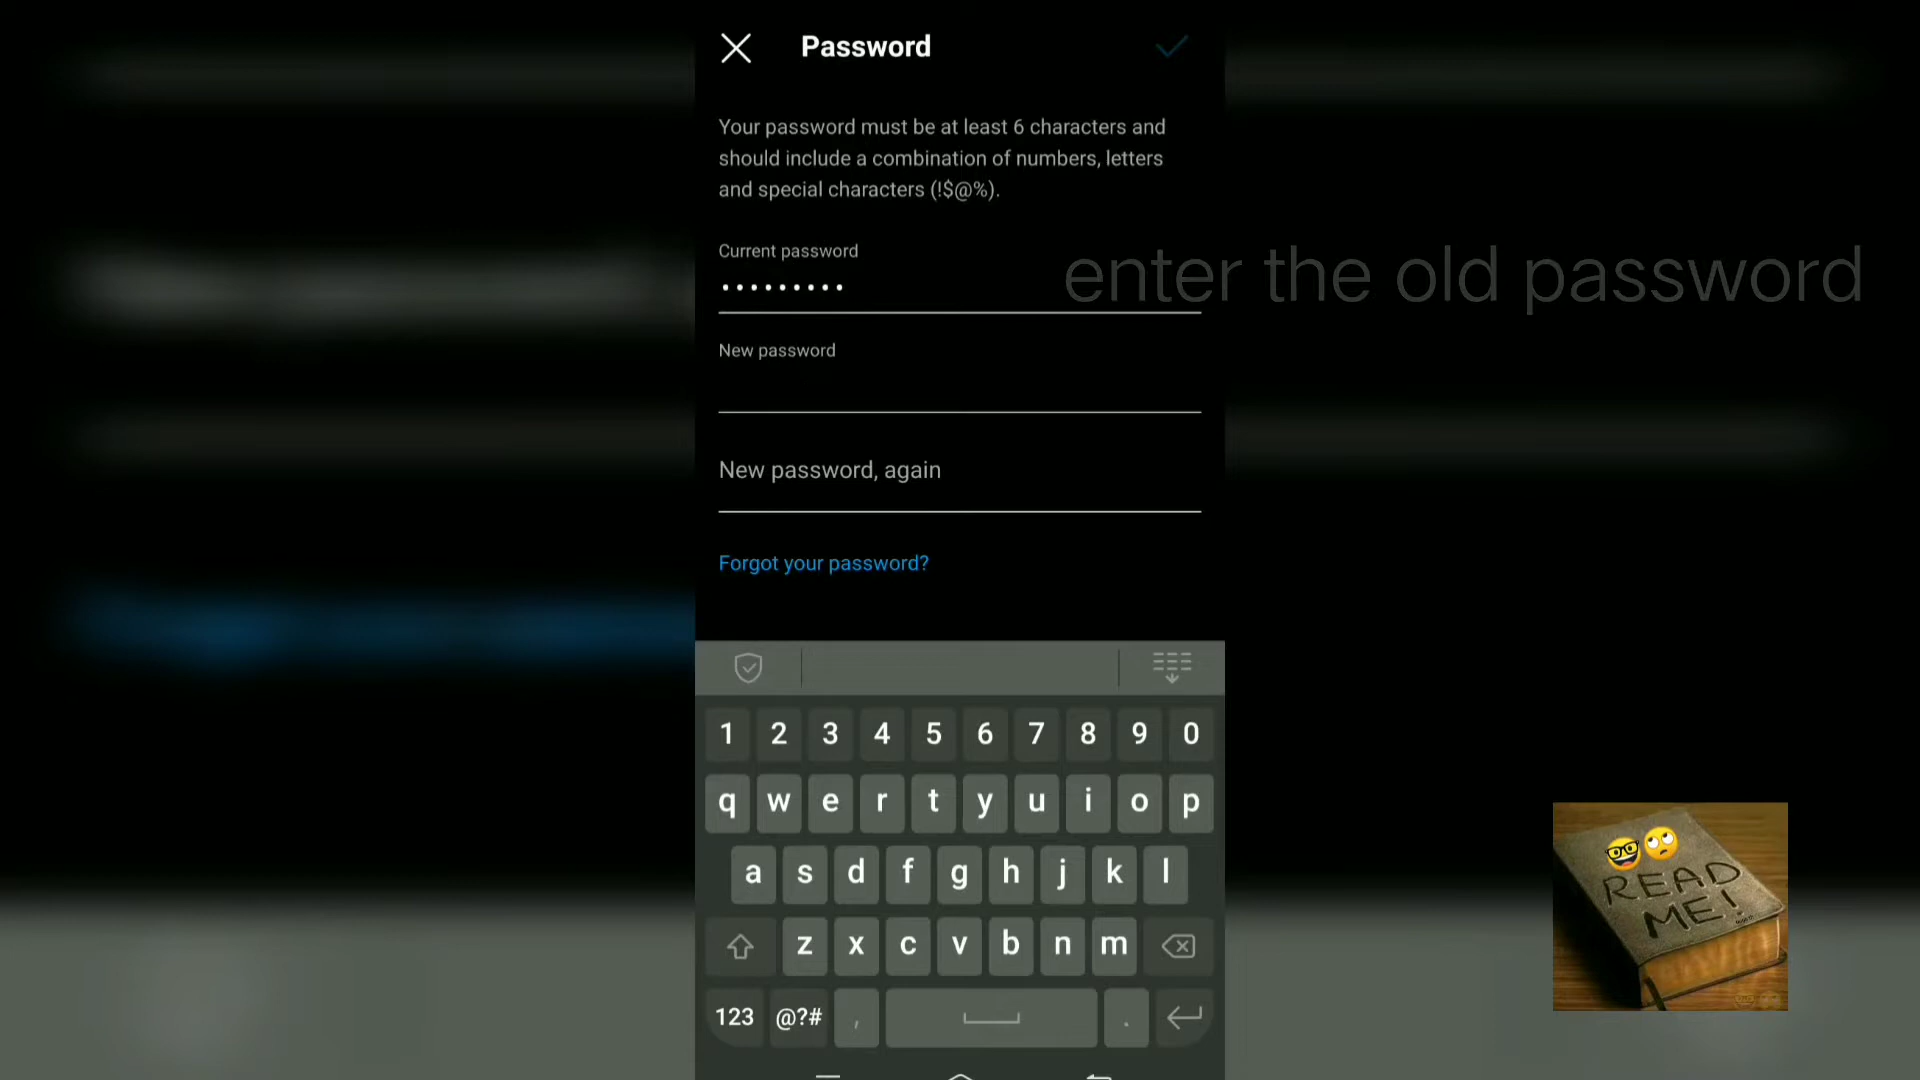 Password
Your password must be at least 6 characters and
should include a combination of numbers, letters
and special characters (!$@%).
Current password
•••••••••
enter the old password
New password
New password, again
Forgot your password?
1 2 3 4 5 6 7 8 9 0
q w e r t y u i o p
a s d f g h j k l
z x c v b n m
123 @?# , .
READ
ME!